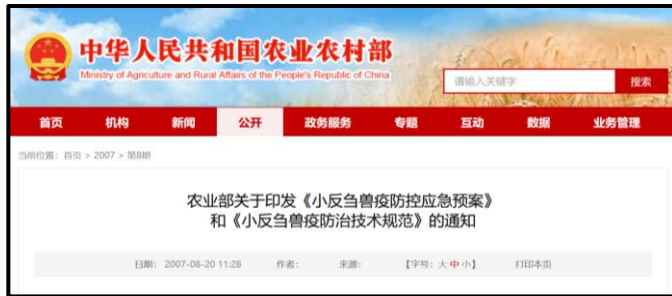 中华人民共和国农业农村部
Ministry of Agriculture and Rural Affairs of the People's Republic of China
请输入关键字 搜索
首页 机构 新闻 公开 政务服务 专题 互动 数据 业务管理
当前位置：首页 > 2007 > 第8期
农业部关于印发《小反刍兽疫防控应急预案》
和《小反刍兽疫防治技术规范》的通知
日期：2007-08-20 11:28 作者： 来源： 【字号：大 中 小】 打印本页